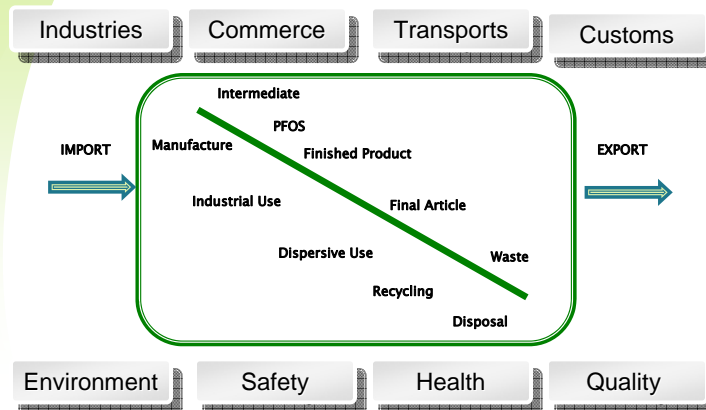 Industries
Commerce
Transports
Customs
Intermediate
PFOS
IMPORT
Manufacture
Finished Product
EXPORT
Industrial Use
Final Article
Dispersive Use
Waste
Recycling
Disposal
Environment
Safety
Health
Quality